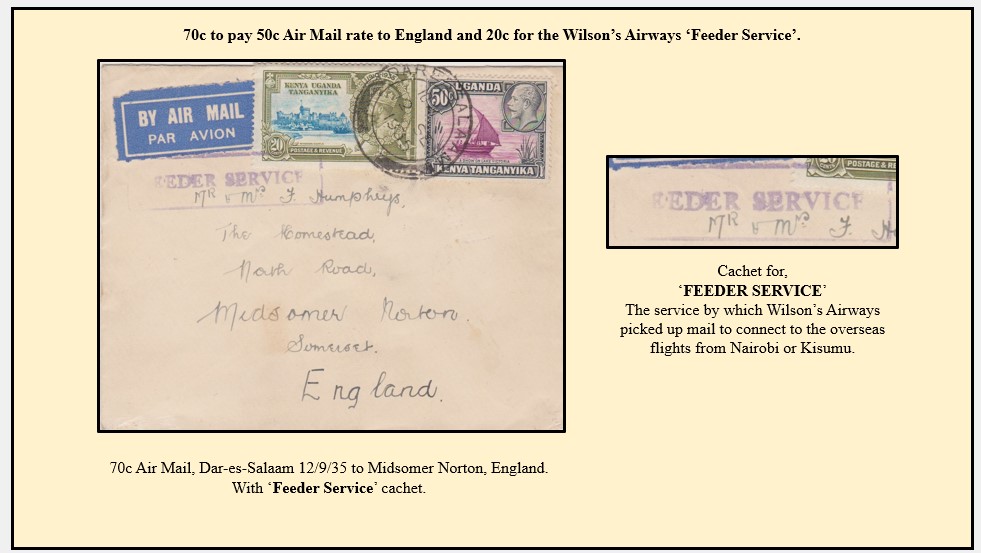 70c to pay 50c Air Mail rate to England and 20c for the Wilson's Airways 'Feeder Service'.
BY AIR MAIL
PAR AVION
KENYA UGANDA
TANGANYIKA
20
POSTAGE & REVENUE
50c
UGANDA
KENYA TANGANYIKA
FEEDER SERVICE
Mr & Mrs F. Humphreys,
The Homestead,
Road,
Midsomer Norton.
Somerset.
England.
FEEDER SERVICE
POSTAGE & RE
MR & Mrs F. H
Cachet for,
'FEEDER SERVICE'
The service by which Wilson's Airways
picked up mail to connect to the overseas
flights from Nairobi or Kisumu.
70c Air Mail, Dar-es-Salaam 12/9/35 to Midsomer Norton, England.
With 'Feeder Service' cachet.